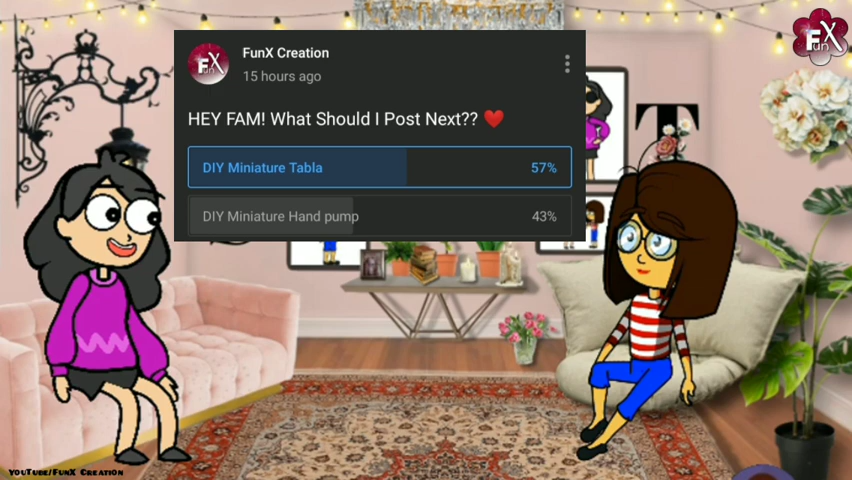 FunX Creation
15 hours ago
HEY FAM! What Should I Post Next?? ❤️
DIY Miniature Tabla 57%
DIY Miniature Hand pump 43%
FunX
FunX
T
YouTube/FunX Creation